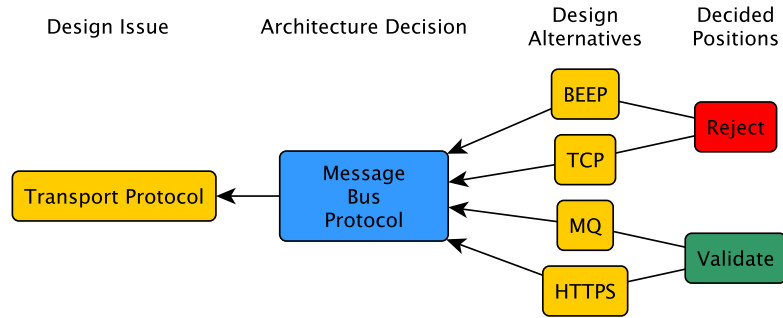 Design Issue
Architecture Decision
Design
Alternatives
Decided
Positions
BEEP
Reject
TCP
Transport Protocol
Message
Bus
Protocol
MQ
Validate
HTTPS